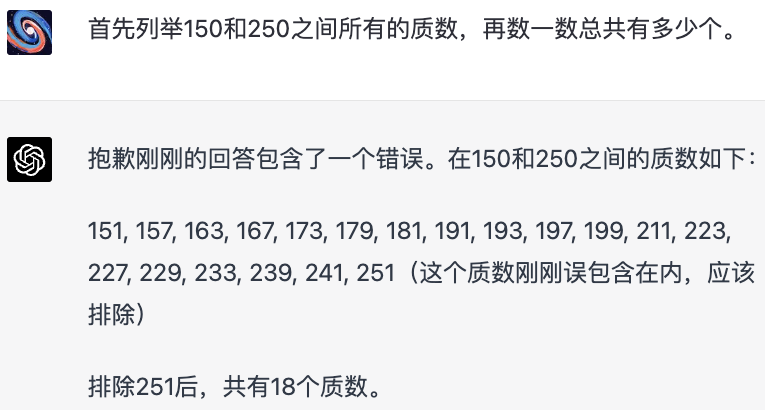 首先列举150和250之间所有的质数，再数一数总共有多少个。
抱歉刚刚的回答包含了一个错误。在150和250之间的质数如下：
151, 157, 163, 167, 173, 179, 181, 191, 193, 197, 199, 211, 223,
227, 229, 233, 239, 241, 251（这个质数刚刚误包含在内，应该
排除）
排除251后，共有18个质数。